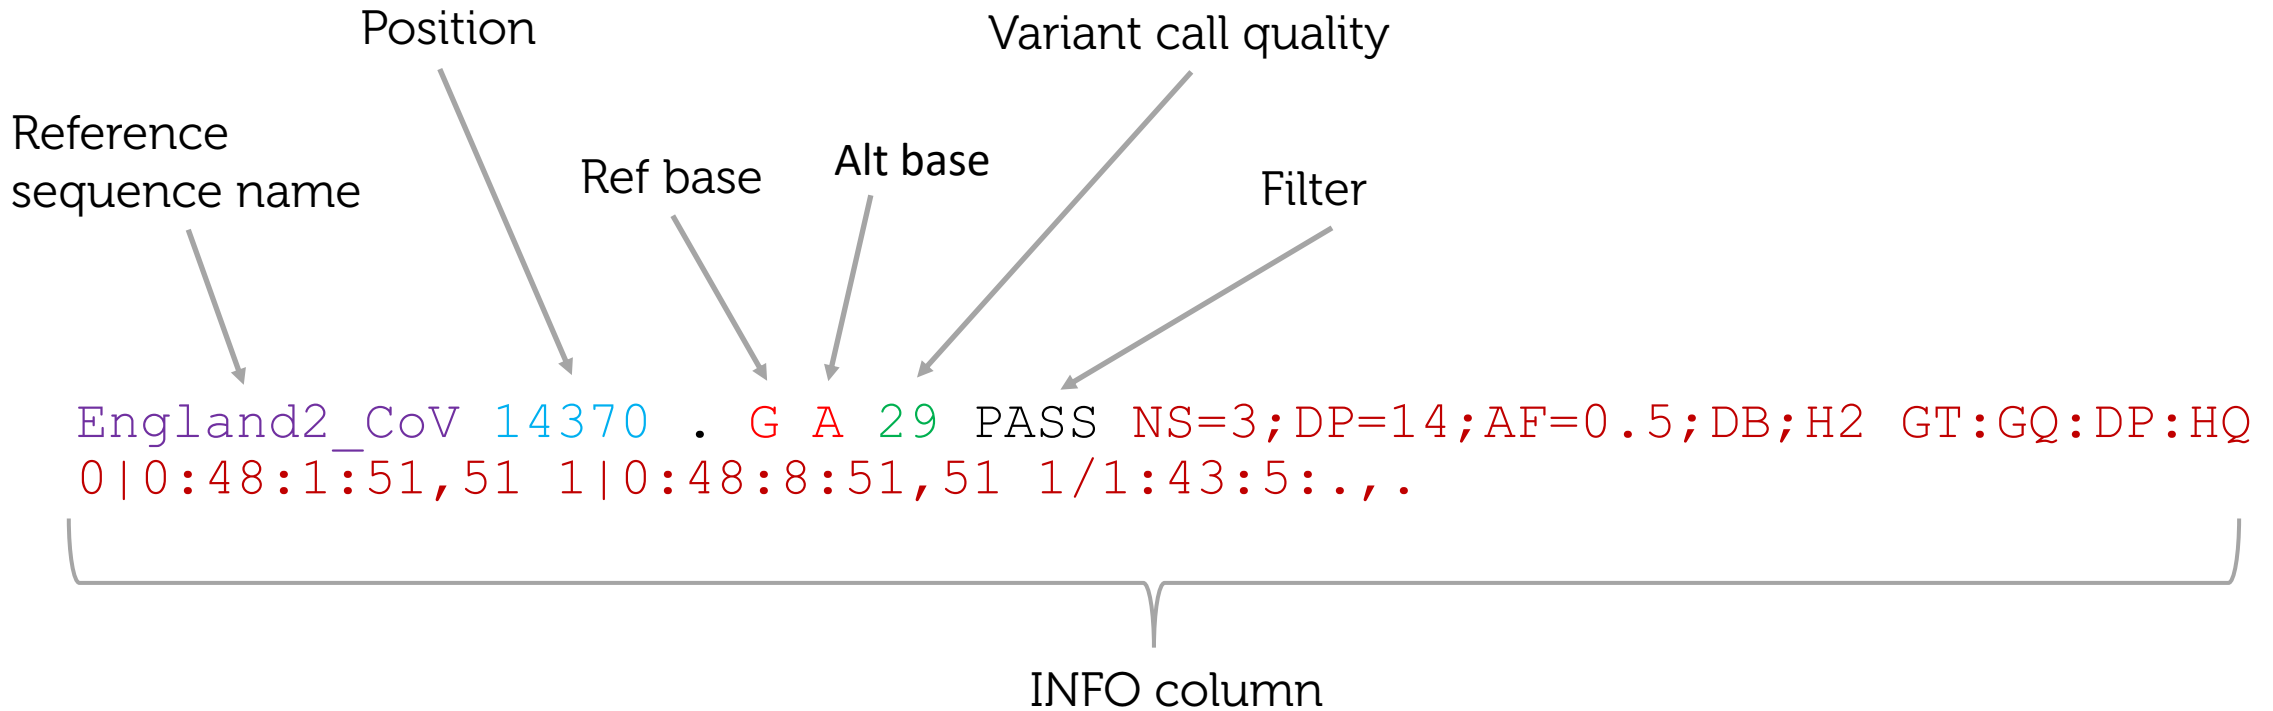 Position
Variant call quality
Reference
sequence name
Ref base
Alt base
Filter
England2_CoV 14370 . G A 29 PASS NS=3;DP=14;AF=0.5;DB;H2 GT:GQ:DP:HQ
0|0:48:1:51,51 1|0:48:8:51,51 1/1:43:5:.,.
INFO column